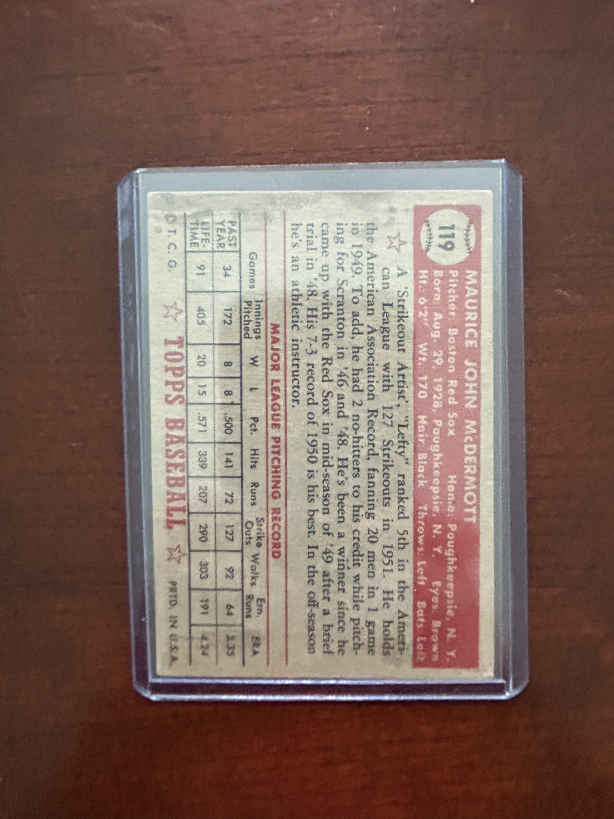 119
MAURICE JOHN McDERMOTT
Pitcher: Boston Red Sox Home: Poughkeepsie, N. Y.
Born: Aug. 29, 1928, Poughkeepsie, N. Y. Eyes: Brown
Ht.: 6'2" Wt.: 170 Hair: Black Throws: Left Bats: Left
A 'Strikeout Artist', "Lefty" ranked 5th in the Ameri-
can League with 127 Strikeouts in 1951. He holds
the American Association Record, fanning 20 men in 1 game
in 1949. To add, he had 2 no-hitters to his credit while pitch-
ing for Scranton in '46 and '48. He's been a winner since he
came up with the Red Sox in mid-season of '49 after a brief
trial in '48. His 7-3 record of 1950 is his best. In the off-season
he's an athletic instructor.
MAJOR LEAGUE PITCHING RECORD
Games Innings Pitched W L Pct. Hits Runs Strike Outs Walks Ern. Runs ERA
PAST YEAR 34 172 8 8 .500 141 72 127 92 64 3.35
LIFE-TIME 91 405 20 15 .571 339 207 290 303 191 4.24
T. C. G. TOPPS BASEBALL PRTD. IN U.S.A.